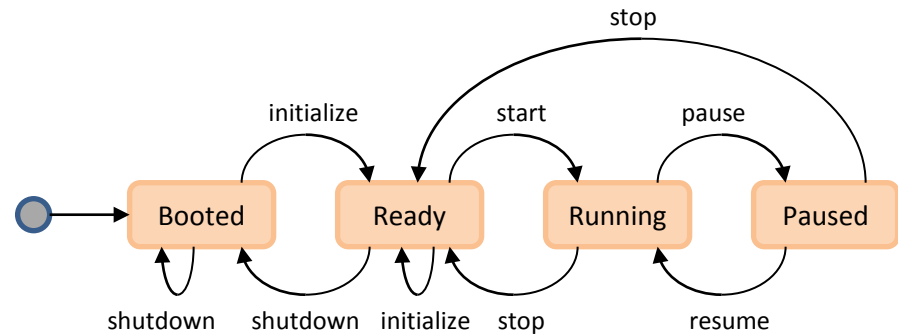 stop
initialize
start
pause
Booted
Ready
Running
Paused
shutdown
shutdown
initialize
stop
resume